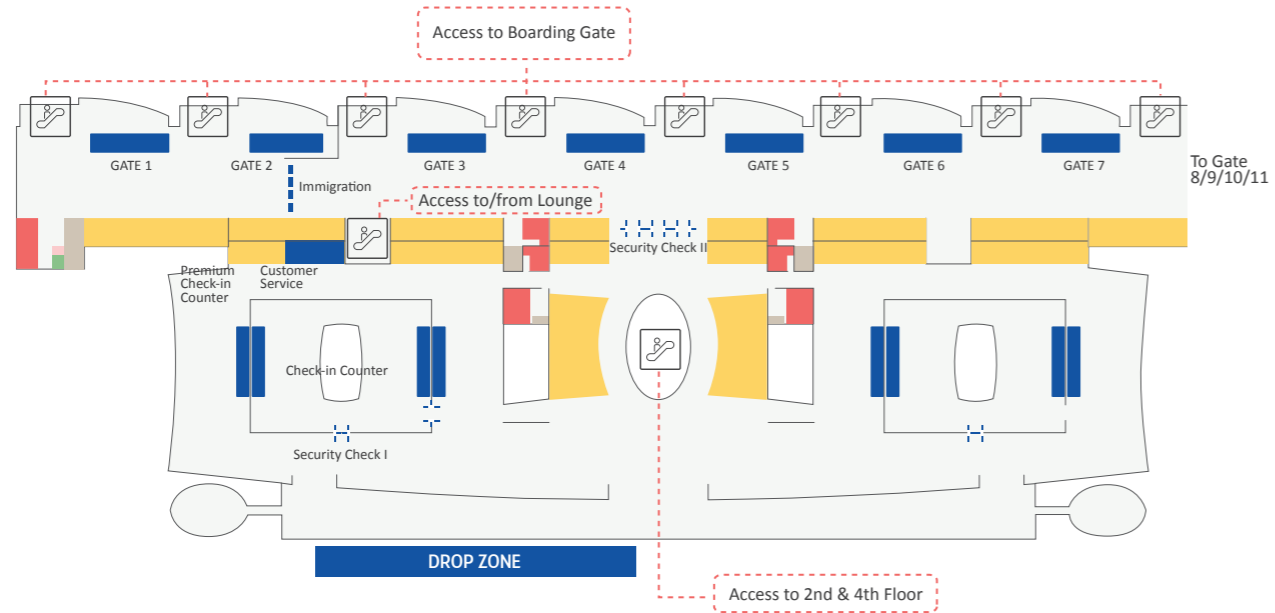 Access to Boarding Gate
GATE 1
GATE 2
GATE 3
GATE 4
GATE 5
GATE 6
GATE 7
To Gate
8/9/10/11
Immigration
Access to/from Lounge
Security Check II
Premium
Check-in
Counter
Customer
Service
Check-in Counter
Security Check I
DROP ZONE
Access to 2nd & 4th Floor